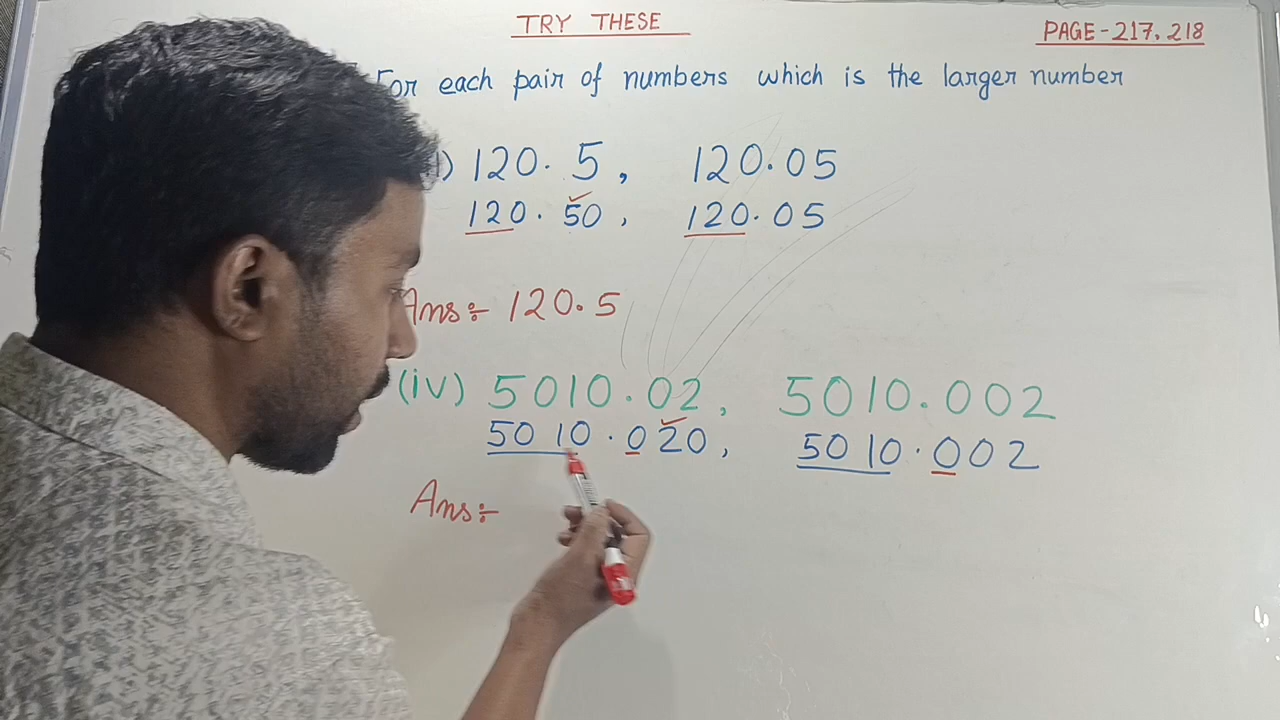 TRY THESE
PAGE-217, 218
For each pair of numbers which is the larger number
120.5, 120.05
120.50, 120.05
Ans:- 120.5
(iv) 5010.02, 5010.002
5010.020, 5010.002
Ans:-